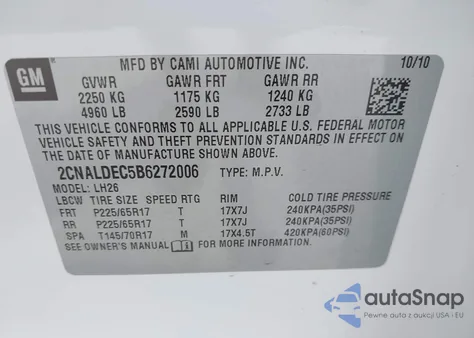 GM
MFD BY CAMI AUTOMOTIVE INC. 10/10
GVWR GAWR FRT GAWR RR
2250 KG 1175 KG 1240 KG
4960 LB 2590 LB 2733 LB
THIS VEHICLE CONFORMS TO ALL APPLICABLE U.S. FEDERAL MOTOR
VEHICLE SAFETY AND THEFT PREVENTION STANDARDS IN EFFECT ON
THE DATE OF MANUFACTURE SHOWN ABOVE.
2CNALDEC5B6272006 TYPE: M.P.V.
MODEL: LH26
LBCW TIRE SIZE SPEED RTG RIM COLD TIRE PRESSURE
FRT P225/65R17 T 17X7J 240KPA(35PSI)
RR P225/65R17 T 17X7J 240KPA(35PSI)
SPA T145/70R17 M 17X4.5T 420KPA(60PSI)
SEE OWNER'S MANUAL FOR MORE INFORMATION
autoSnap
Pewne auta z aukcji USA i EU